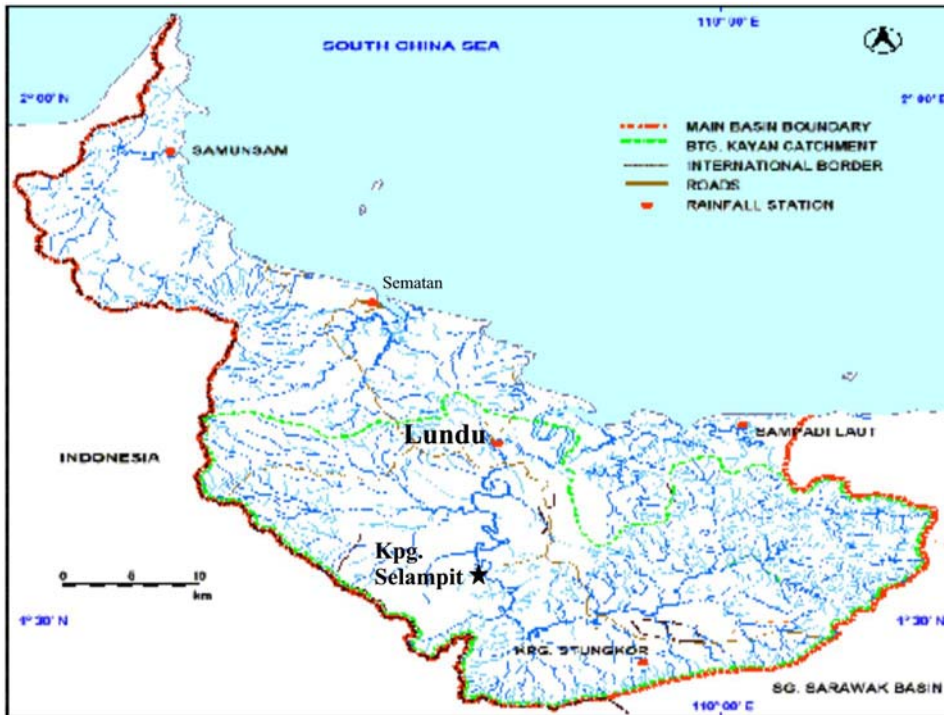 110° 00' E
SOUTH CHINA SEA
2° 00' N
2° 00' N
MAIN BASIN BOUNDARY
BTG. KAYAN CATCHMENT
INTERNATIONAL BORDER
ROADS
RAINFALL STATION
SAMUNSAM
Sematan
Lundu
SAMPADI LAUT
INDONESIA
Kpg.
Selampit
0 5 10
km
1° 30' N
1° 30' N
KPG. STUNGKOR
SG. SARAWAK BASIN
110° 00' E